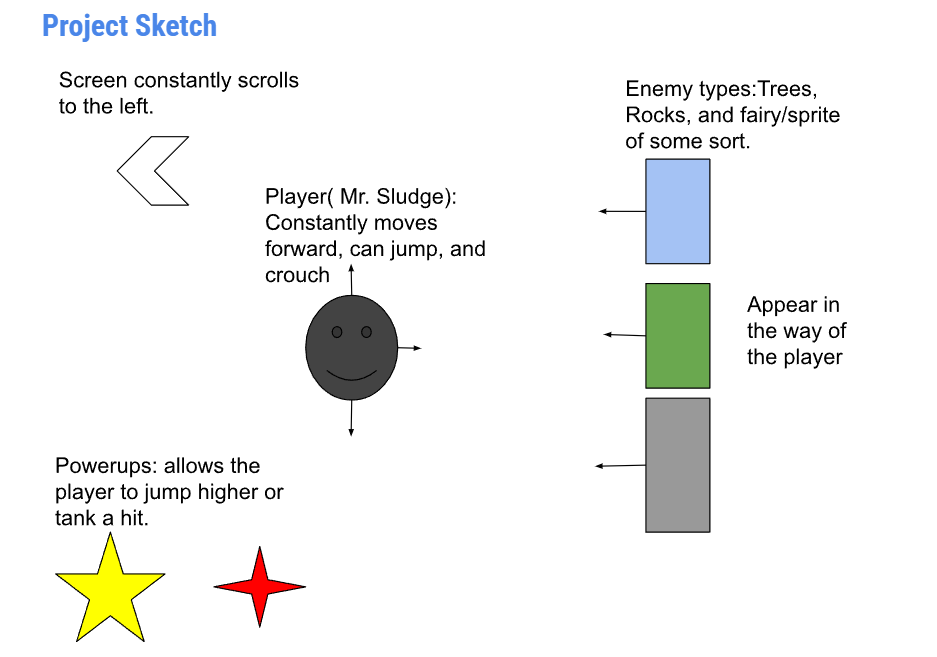 Project Sketch
Screen constantly scrolls
to the left.
Enemy types:Trees,
Rocks, and fairy/sprite
of some sort.
Player( Mr. Sludge):
Constantly moves
forward, can jump, and
crouch
Appear in
the way of
the player
Powerups: allows the
player to jump higher or
tank a hit.